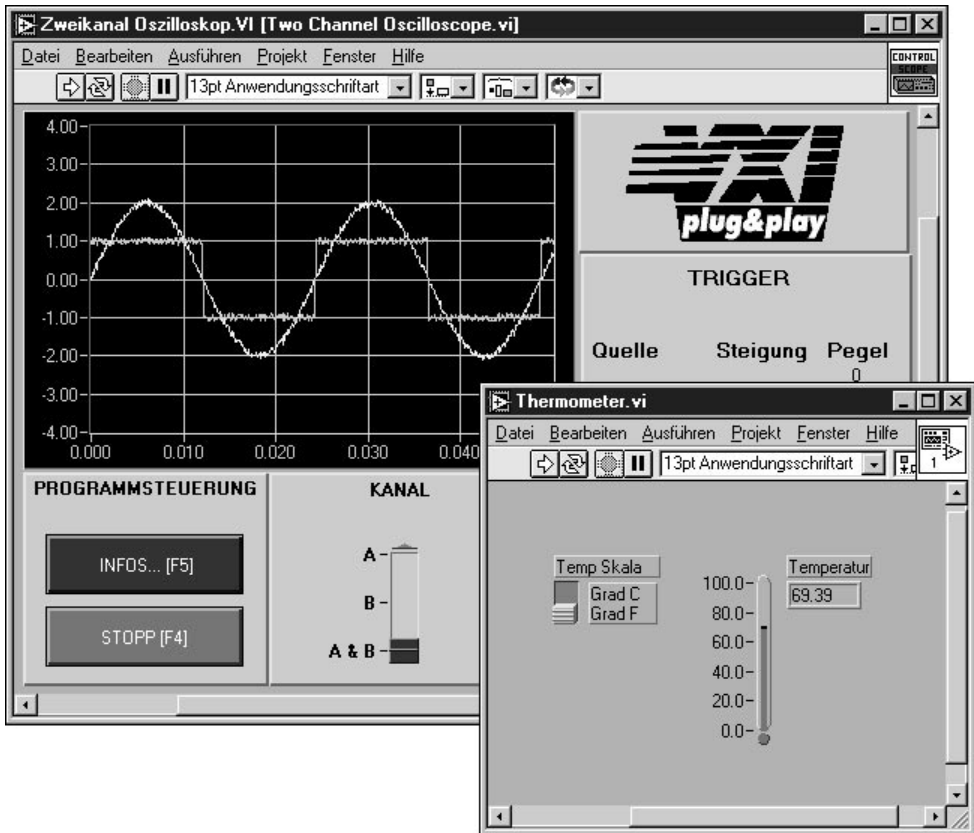 Zweikanal Oszilloskop.VI [Two Channel Oscilloscope.vi]
Datei Bearbeiten Ausführen Projekt Fenster Hilfe
CONTROL
SCOPE
13pt Anwendungsschriftart
4.00
3.00
2.00
1.00
0.00
-1.00
-2.00
-3.00
-4.00
0.000 0.010 0.020 0.030 0.040
VXI
plug&play
TRIGGER
Quelle Steigung Pegel
0
PROGRAMMSTEUERUNG
INFOS... [F5]
STOPP [F4]
KANAL
A
B
A & B
Thermometer.vi
Datei Bearbeiten Ausführen Projekt Fenster Hilfe
13pt Anwendungsschriftart
1
Temp Skala
Grad C
Grad F
100.0
80.0
60.0
40.0
20.0
0.0
Temperatur
69.39